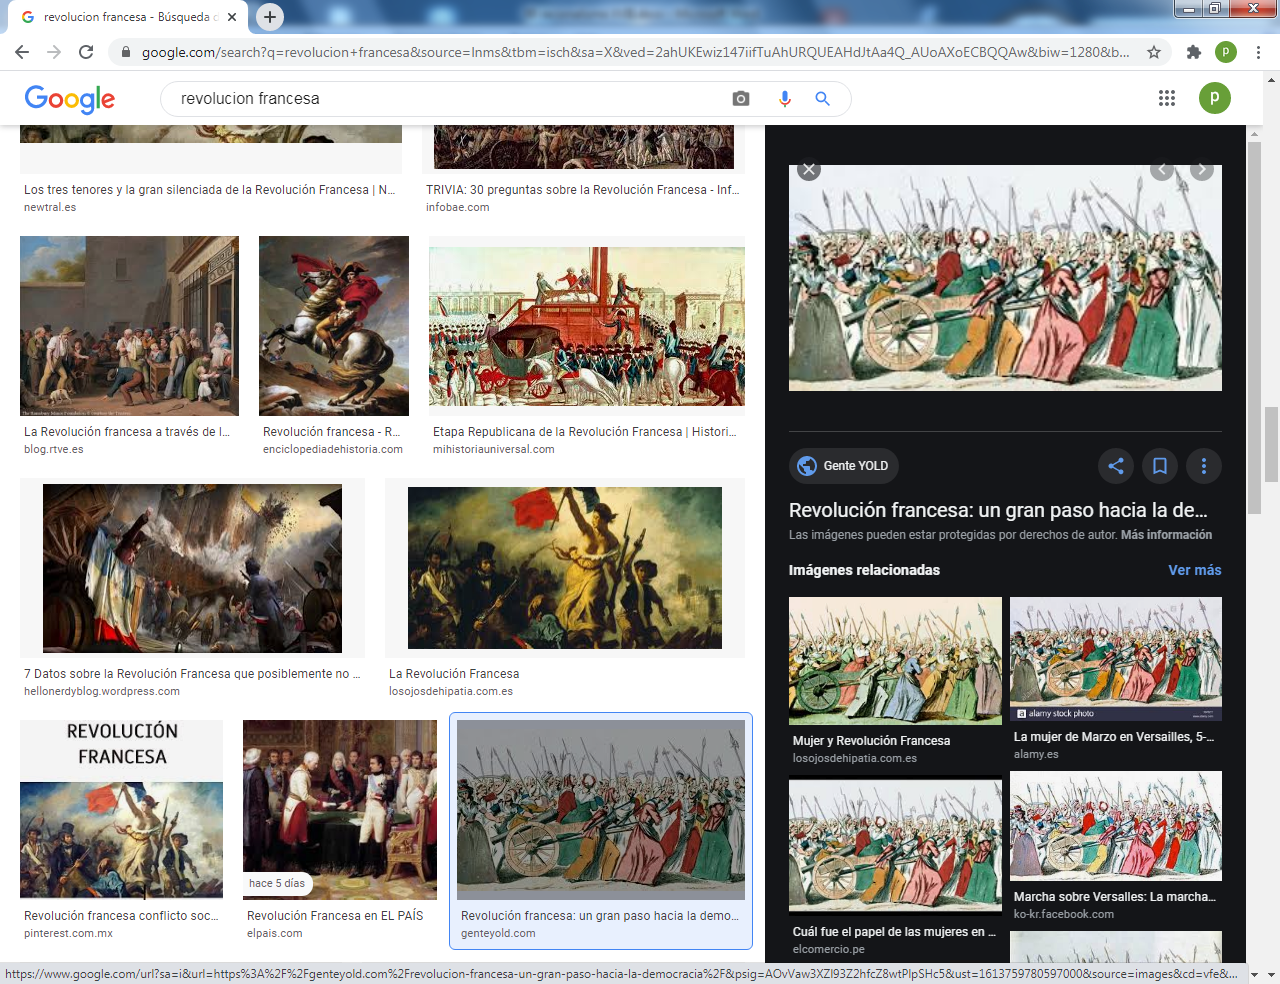 revolucion francesa - Búsqueda d
google.com/search?q=revolucion+francesa&source=lnms&tbm=isch&sa=X&ved=2ahUKEwiz147iifTuAhURQUEAHdJtAa4Q_AUoAXoECBQQAw&biw=1280&b...
p
Google
revolucion francesa
p
Los tres tenores y la gran silenciada de la Revolución Francesa | N...
newtral.es
TRIVIA: 30 preguntas sobre la Revolución Francesa - Inf...
infobae.com
La Revolución francesa a través de l...
blog.rtve.es
Revolución francesa - R...
enciclopediadehistoria.com
Etapa Republicana de la Revolución Francesa | Histori...
mihistoriauniversal.com
7 Datos sobre la Revolución Francesa que posiblemente no ...
hellonerdyblog.wordpress.com
La Revolución Francesa
losojosdehipatia.com.es
REVOLUCIÓN
FRANCESA
Revolución francesa conflicto soc...
pinterest.com.mx
hace 5 días
Revolución Francesa en EL PAÍS
elpais.com
Revolución francesa: un gran paso hacia la demo...
genteyold.com
Gente YOLD
Revolución francesa: un gran paso hacia la de...
Las imágenes pueden estar protegidas por derechos de autor. Más información
Imágenes relacionadas
Ver más
Mujer y Revolución Francesa
losojosdehipatia.com.es
a alamy stock photo
La mujer de Marzo en Versailles, 5-...
alamy.es
Cuál fue el papel de las mujeres en ...
elcomercio.pe
Marcha sobre Versalles: La marcha...
ko-kr.facebook.com
https://www.google.com/url?sa=i&url=https%3A%2F%2Fgenteyold.com%2Frevolucion-francesa-un-gran-paso-hacia-la-democracia%2F&psig=AOvVaw3XZl93Z2hfcZ8wtPlpSHc5&ust=1613759780597000&source=images&cd=vfe&...